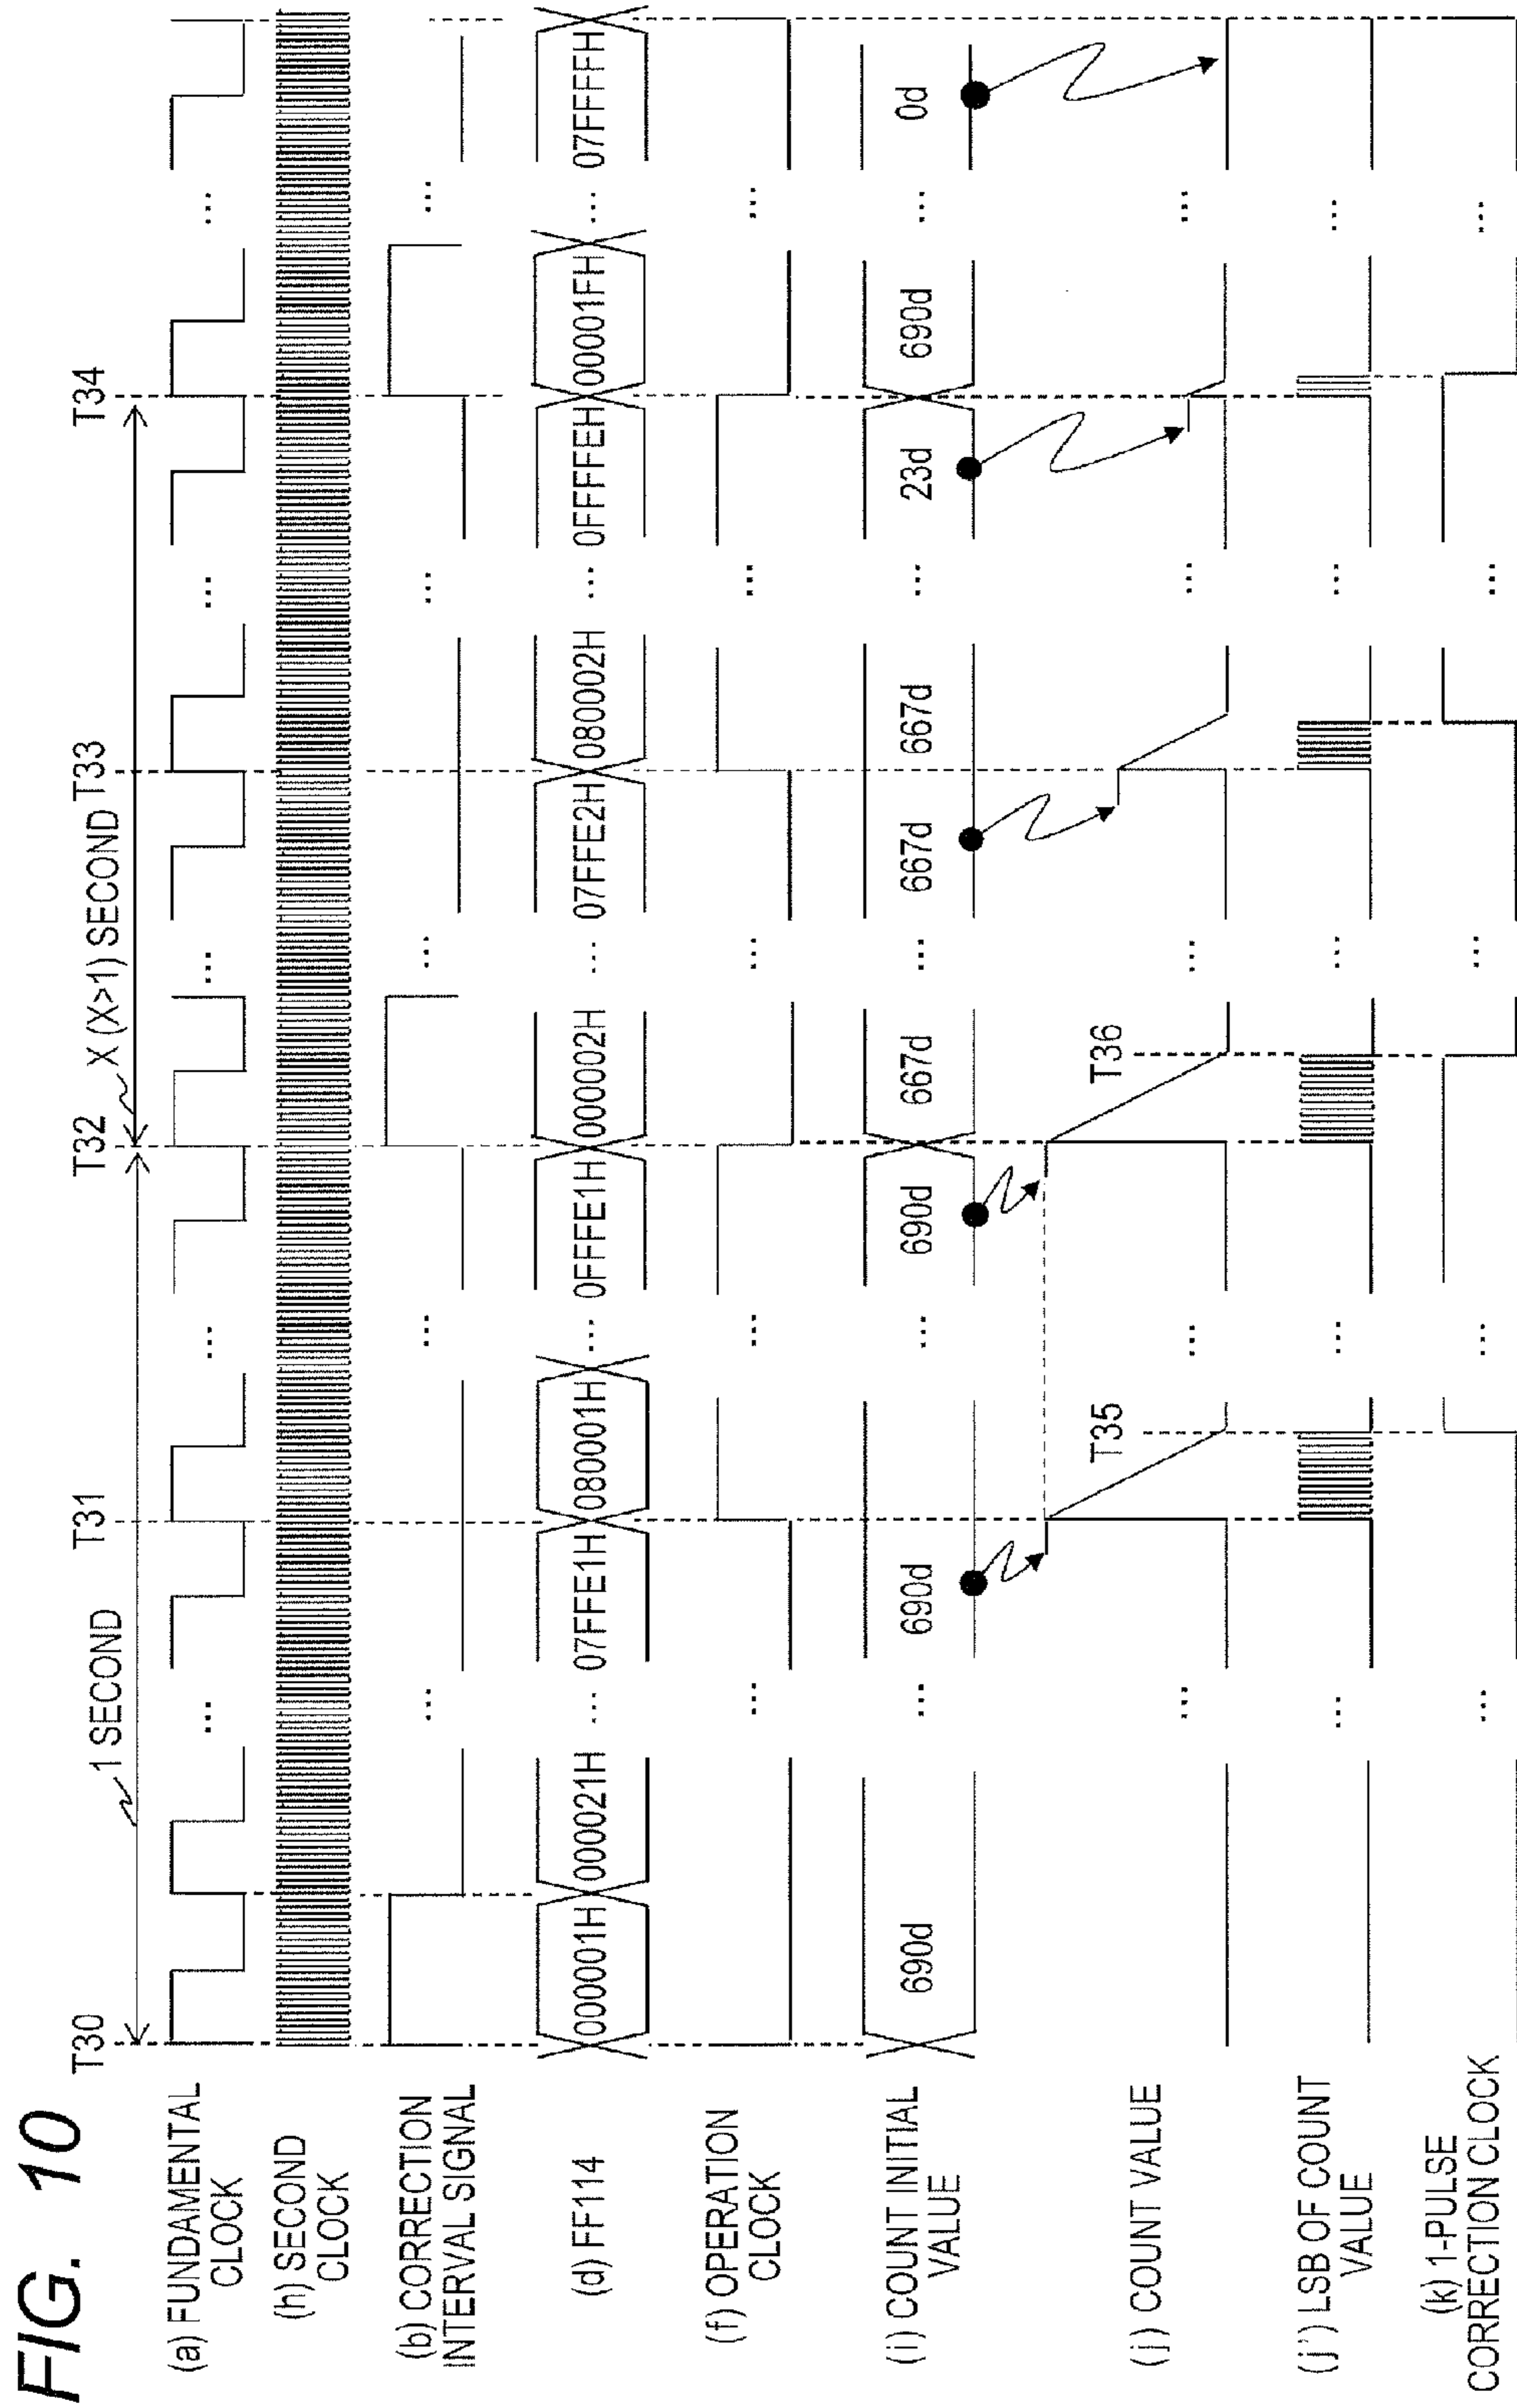 FIG. 10
T30
T31
T32
T33
T34
1 SECOND
X (X>1) SECOND
(a) FUNDAMENTAL
CLOCK
...
...
...
...
...
(h) SECOND
CLOCK
(b) CORRECTION
INTERVAL SIGNAL
...
...
...
...
...
(d) FF114
000001H
000021H
...
07FFE1H
080001H
...
0FFFE1H
000002H
...
07FFE2H
080002H
...
0FFFFEH
00001FH
...
07FFFFH
(f) OPERATION
CLOCK
...
...
...
...
...
(i) COUNT INITIAL
VALUE
690d
...
690d
...
690d
667d
...
667d
667d
...
23d
690d
...
0d
(j) COUNT VALUE
...
T35
...
T36
...
...
...
(j') LSB OF COUNT
VALUE
...
...
...
...
...
(k) 1-PULSE
CORRECTION CLOCK
...
...
...
...
...